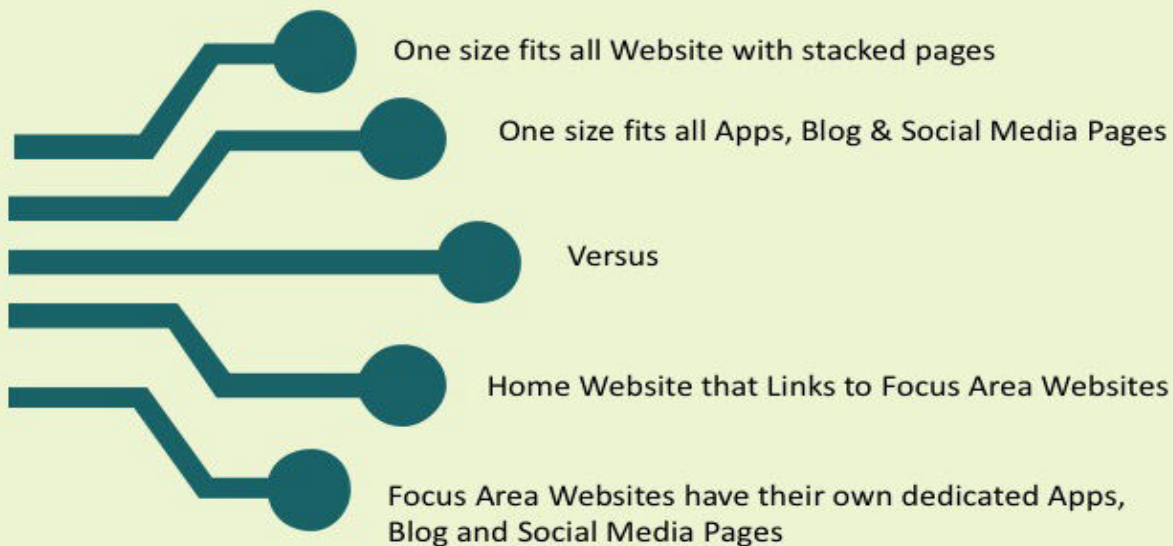 One size fits all Website with stacked pages
One size fits all Apps, Blog & Social Media Pages
Versus
Home Website that Links to Focus Area Websites
Focus Area Websites have their own dedicated Apps,
Blog and Social Media Pages